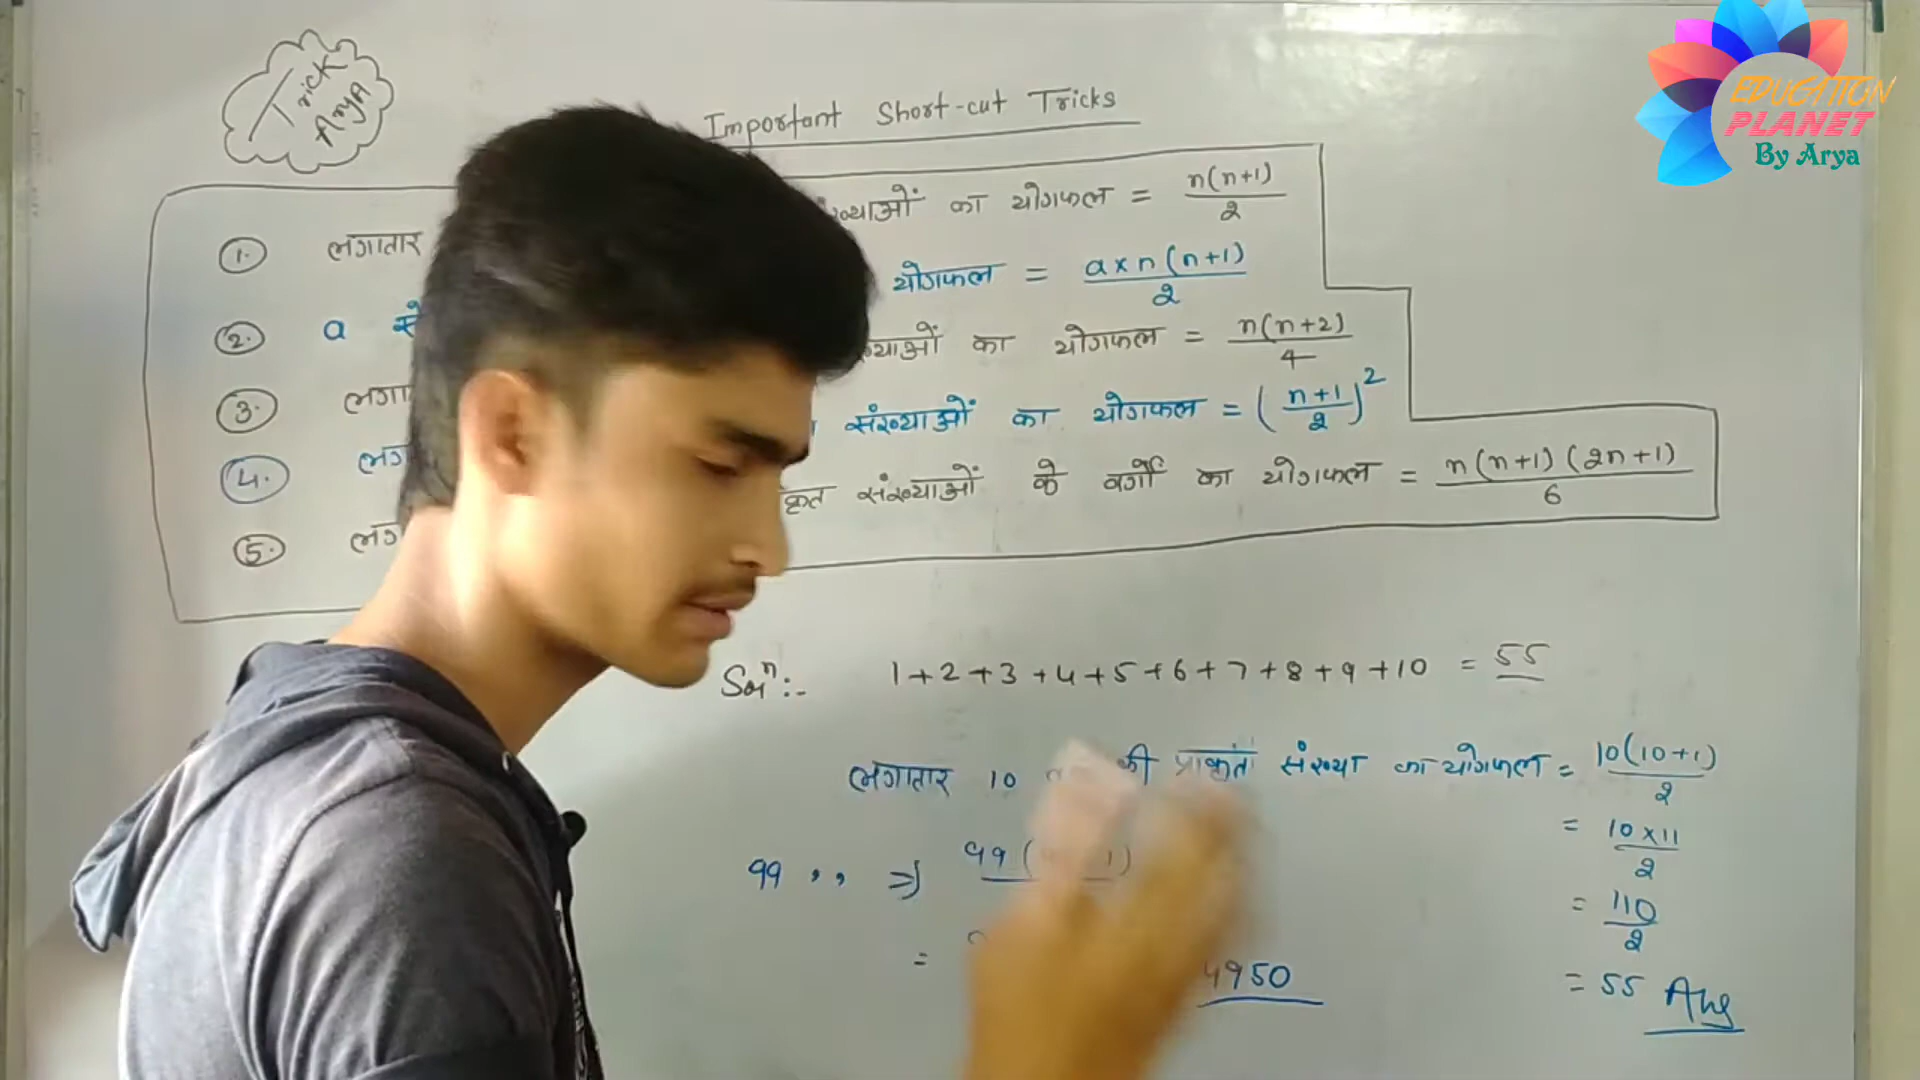 Trick
AryA
EDUCATION
PLANET
By Arya
Important Short-cut Tricks
1. लगातार का योगफल = n(n+1)/2
2. a योगफल = a×n(n+1)/2
3. का योगफल = n(n+2)/4
4. संख्याओं का योगफल = (n+1/2)²
5. संख्याओं के वर्गों का योगफल = n(n+1)(2n+1)/6
Solⁿ:- 1+2+3+4+5+6+7+8+9+10 = 55
लगातार 10 की प्राकृत संख्या का योगफल = 10(10+1)/2
= 10×11/2
99 ,, => 99(
= 110/2
= 4950
= 55 Ans